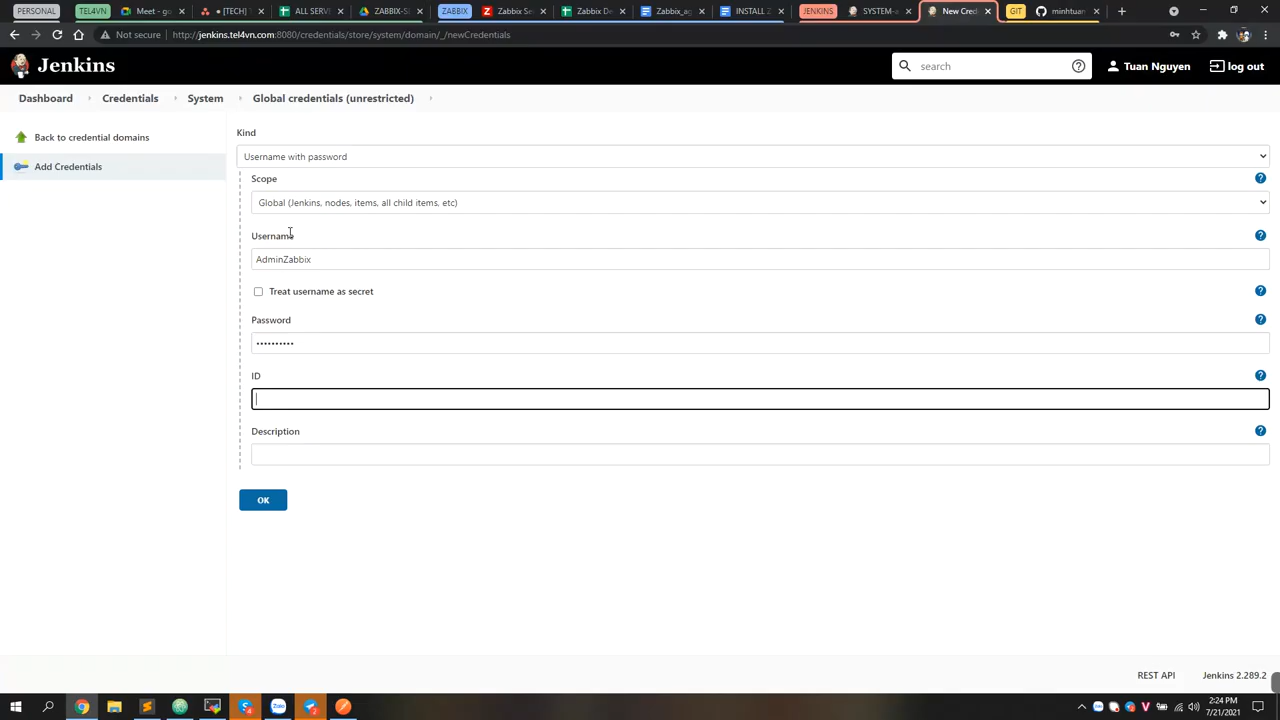 PERSONAL
TEL4VN
Meet - go
[TECH]
ALL SERV
ZABBIX-S
ZABBIX
Zabbix Se
Zabbix De
Zabbix_ag
INSTALL Z
JENKINS
SYSTEM-a
New Cred
GIT
minhtuan
Not secure
http://jenkins.tel4vn.com:8080/credentials/store/system/domain/_/newCredentials
Jenkins
search
Tuan Nguyen
log out
Dashboard
Credentials
System
Global credentials (unrestricted)
Back to credential domains
Add Credentials
Kind
Username with password
Scope
Global (Jenkins, nodes, items, all child items, etc)
Username
AdminZabbix
Treat username as secret
Password
••••••••••
ID
Description
OK
REST API
Jenkins 2.289.2
Zalo
2:24 PM
7/21/2021